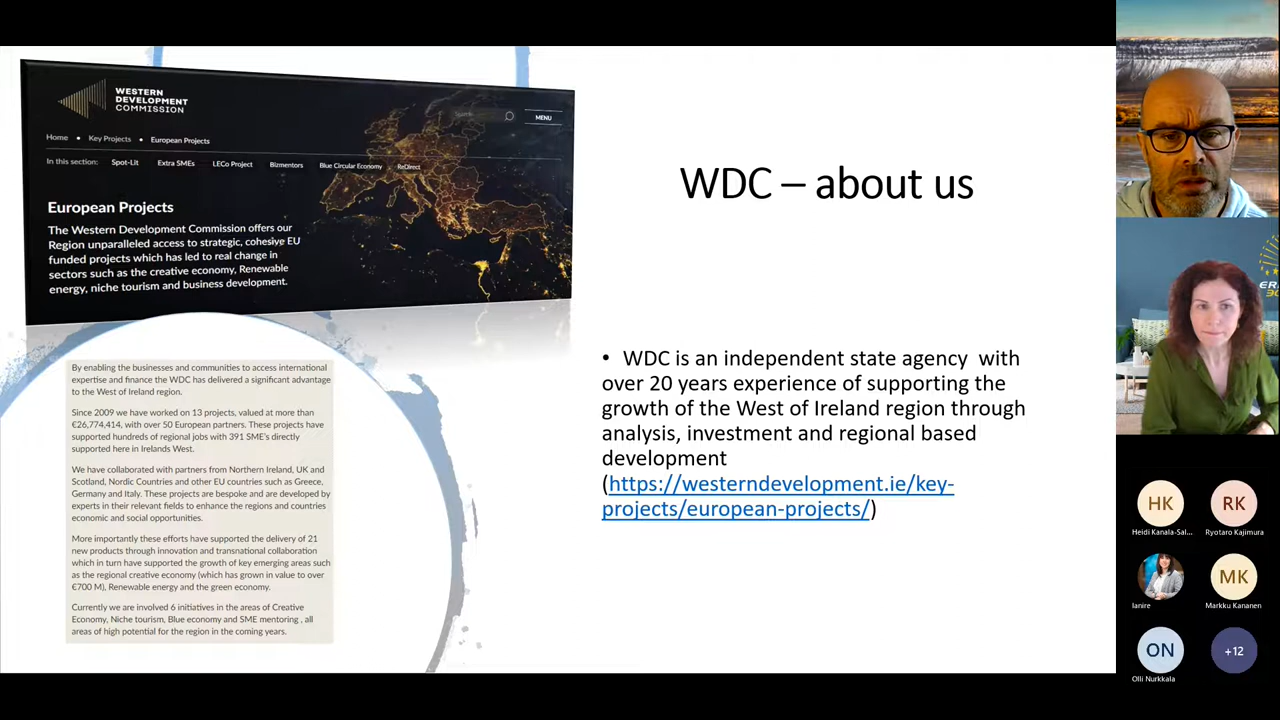 WESTERN
DEVELOPMENT
COMMISSION
Search
MENU
Home • Key Projects • European Projects
In this section: Spot-Lit Extra SMEs LECo Project Bizmentors Blue Circular Economy ReDirect
European Projects
The Western Development Commission offers our
Region unparalleled access to strategic, cohesive EU
funded projects which has led to real change in
sectors such as the creative economy, Renewable
energy, niche tourism and business development.
By enabling the businesses and communities to access international
expertise and finance the WDC has delivered a significant advantage
to the West of Ireland region.
Since 2009 we have worked on 13 projects, valued at more than
€26,774,414, with over 50 European partners. These projects have
supported hundreds of regional jobs with 391 SME's directly
supported here in Irelands West.
We have collaborated with partners from Northern Ireland, UK and
Scotland, Nordic Countries and other EU countries such as Greece,
Germany and Italy. These projects are bespoke and are developed by
experts in their relevant fields to enhance the regions and countries
economic and social opportunities.
More importantly these efforts have supported the delivery of 21
new products through innovation and transnational collaboration
which in turn have supported the growth of key emerging areas such
as the regional creative economy (which has grown in value to over
€700 M), Renewable energy and the green economy.
Currently we are involved 6 initiatives in the areas of Creative
Economy, Niche tourism, Blue economy and SME mentoring , all
areas of high potential for the region in the coming years.
WDC – about us
• WDC is an independent state agency with
over 20 years experience of supporting the
growth of the West of Ireland region through
analysis, investment and regional based
development
(https://westerndevelopment.ie/key-
projects/european-projects/)
HK
Heidi Kanala-Sal...
RK
Ryotaro Kajimura
Ianire
MK
Markku Kananen
ON
Olli Nurkkala
+12